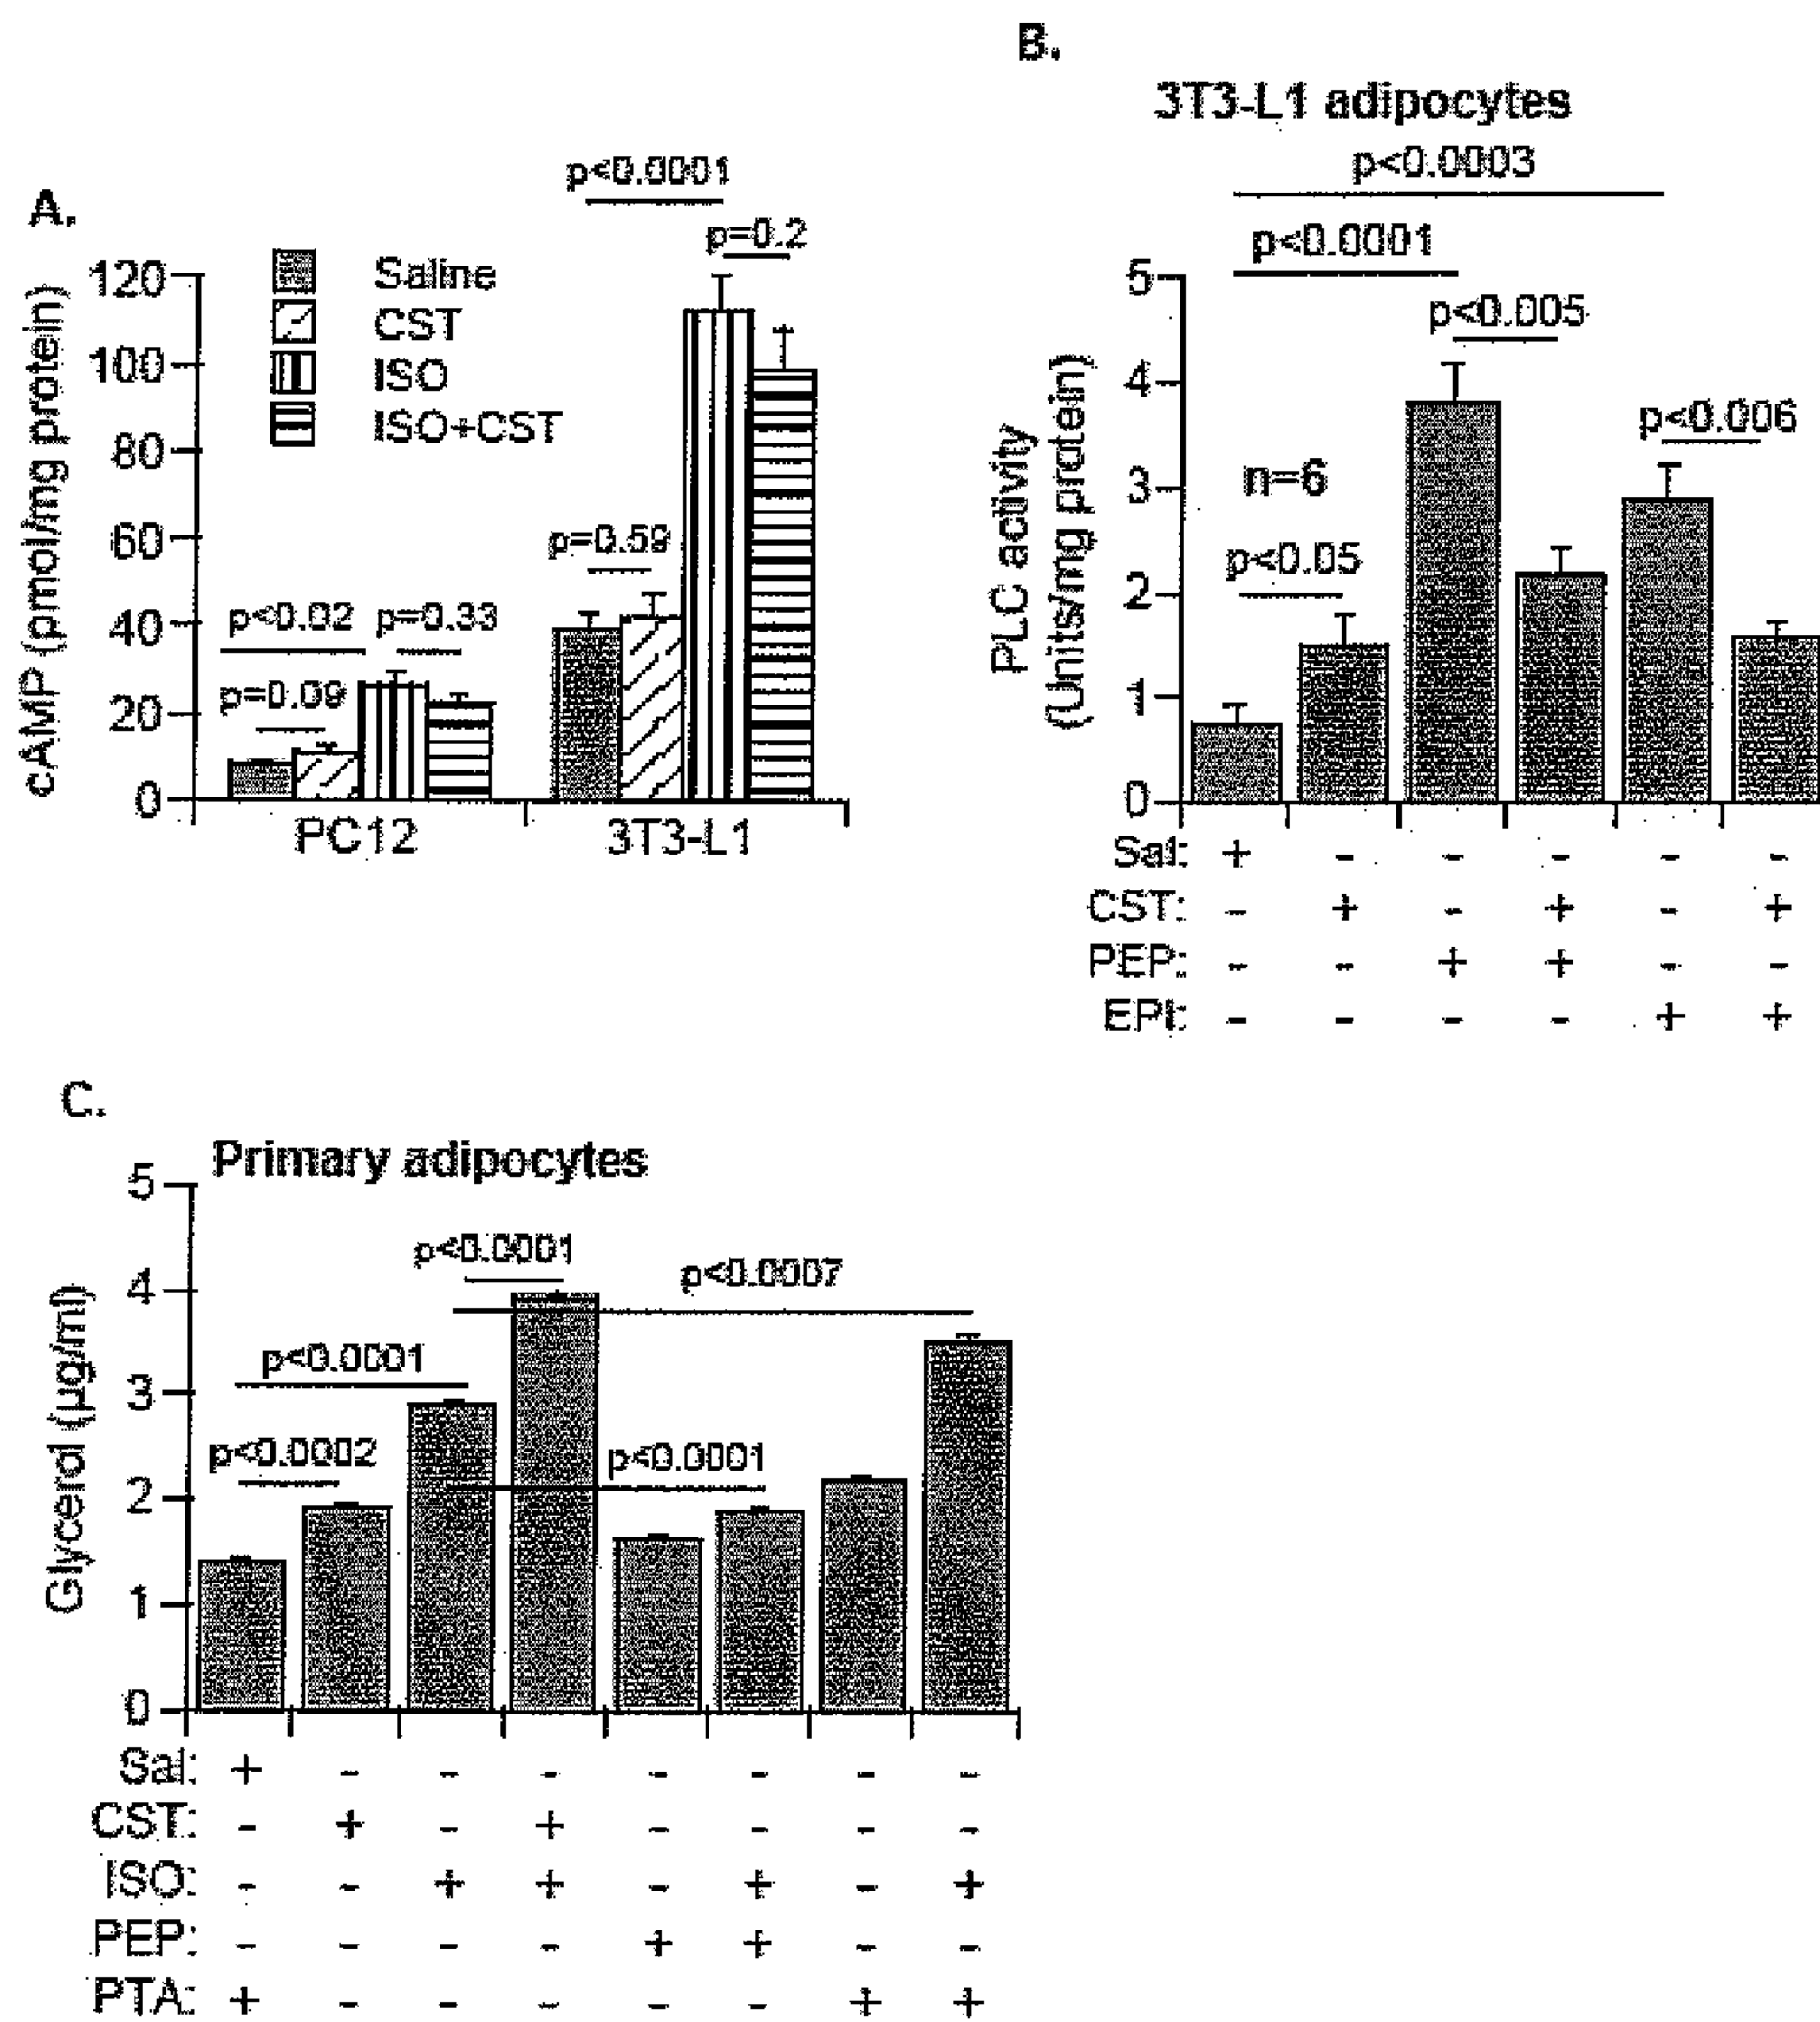 A.
p<0.0001
p=0.2
120
100
80
60
40
20
0
cAMP (pmol/mg protein)
Saline
CST
ISO
ISO+CST
p=0.59
p<0.02
p=0.33
p=0.09
PC12
3T3-L1
B.
3T3-L1 adipocytes
p<0.0003
p<0.0001
p<0.005
p<0.006
n=6
p<0.05
5
4
3
2
1
0
PLC activity
(Units/mg protein)
Sal: + - - - - -
CST: - + - + - +
PEP: - - + + - -
EPI: - - - - + +
C.
Primary adipocytes
p<0.0001
p<0.0007
p<0.0001
p<0.0002
p<0.0001
5
4
3
2
1
0
Glycerol (µg/ml)
Sal: + - - - - - - -
CST: - + - + - - - -
ISO: - - + + - + - +
PEP: - - - - + + - -
PTA: + - - - - - + +